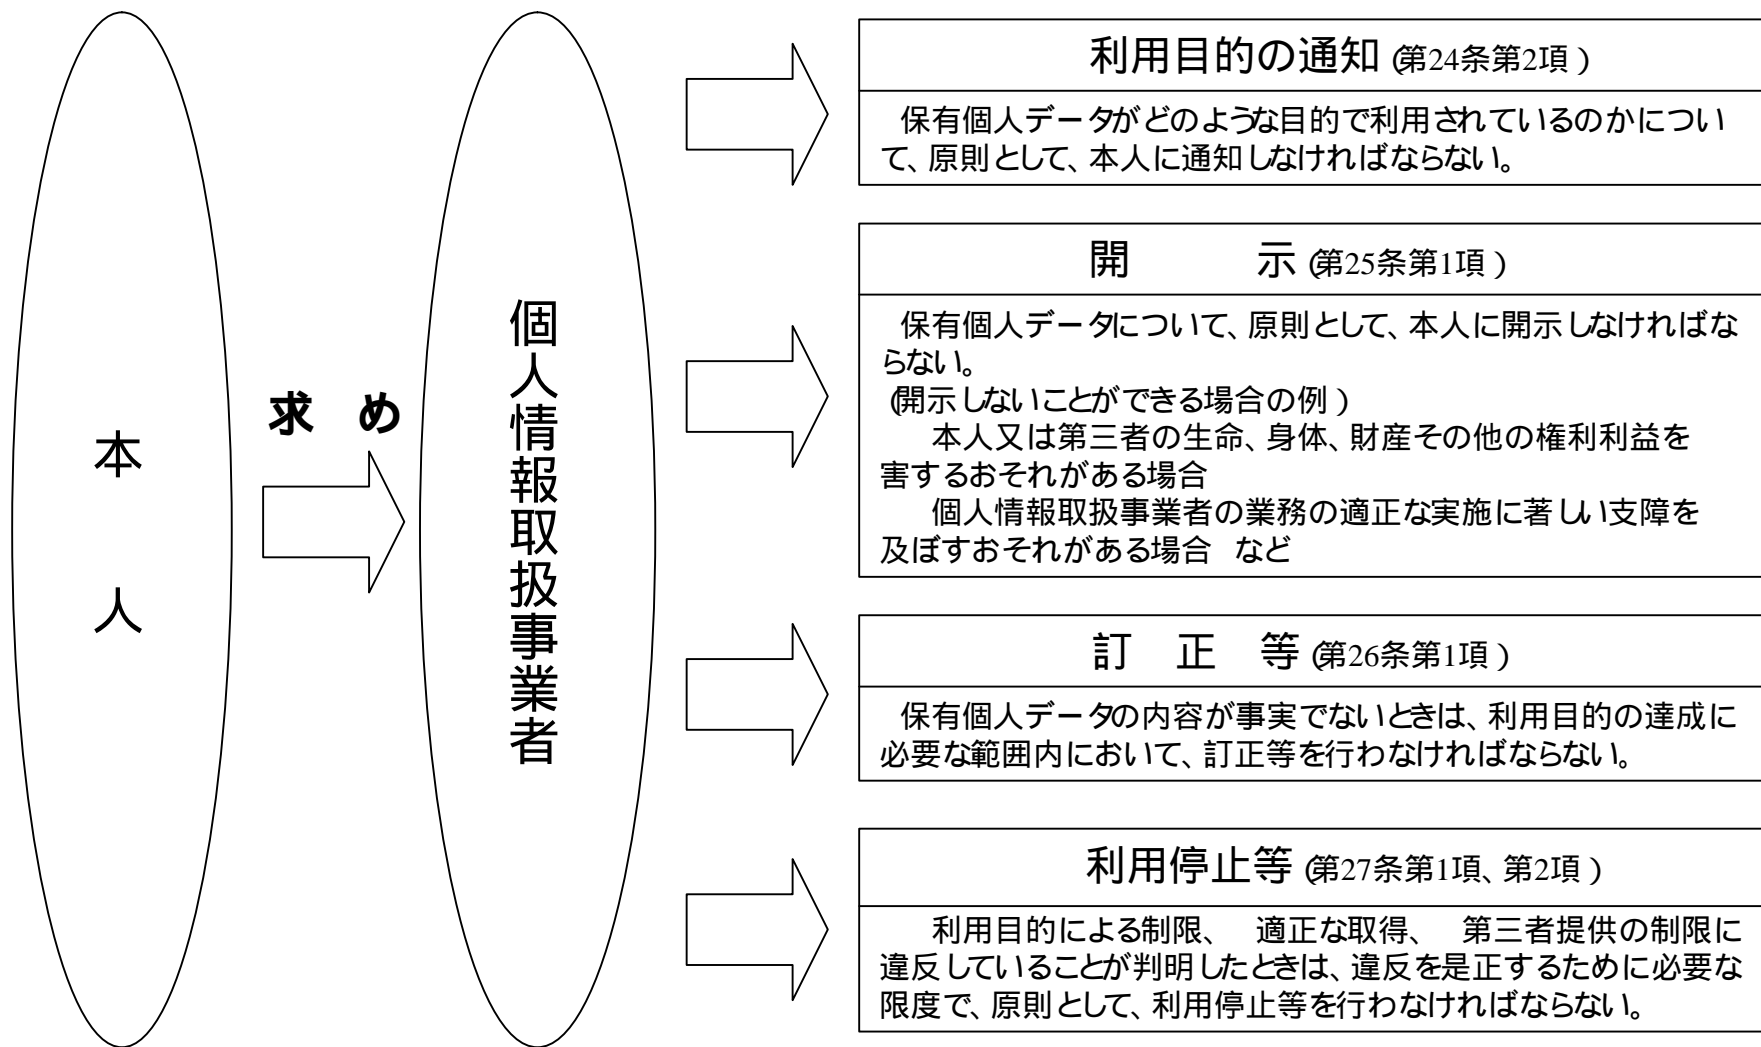 本人
求 め
個人情報取扱事業者
利用目的の通知 (第24条第2項)
保有個人データがどのような目的で利用されているのかについ
て、原則として、本人に通知しなければならない。
開 示 (第25条第1項)
保有個人データについて、原則として、本人に開示しなければな
らない。
(開示しないことができる場合の例)
本人又は第三者の生命、身体、財産その他の権利利益を
害するおそれがある場合
個人情報取扱事業者の業務の適正な実施に著しい支障を
及ぼすおそれがある場合 など
訂 正 等 (第26条第1項)
保有個人データの内容が事実でないときは、利用目的の達成に
必要な範囲内において、訂正等を行わなければならない。
利用停止等 (第27条第1項、第2項)
利用目的による制限、 適正な取得、 第三者提供の制限に
違反していることが判明したときは、違反を是正するために必要な
限度で、原則として、利用停止等を行わなければならない。